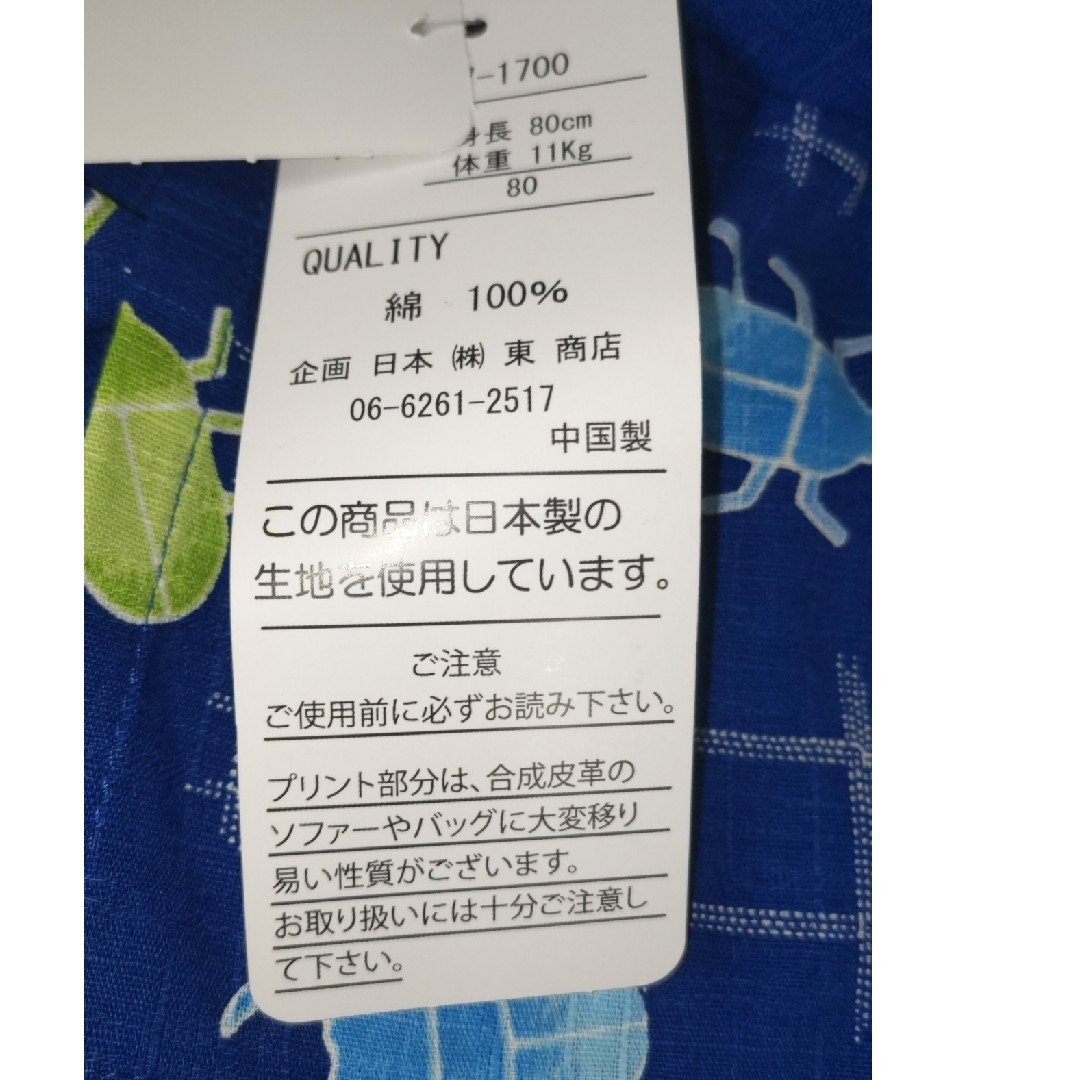 -1700
身長 80cm
体重 11Kg
80
QUALITY
綿 100%
企画 日本 ㈱ 東 商店
06-6261-2517
中国製
この商品は日本製の
生地を使用しています。
ご注意
ご使用前に必ずお読み下さい。
プリント部分は、合成皮革の
ソファーやバッグに大変移り
易い性質がございます。
お取り扱いには十分ご注意し
て下さい。